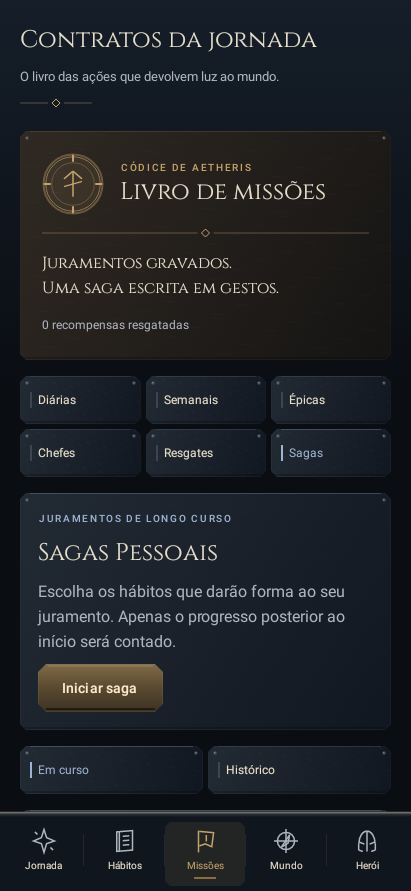 Contratos da jornada
O livro das ações que devolvem luz ao mundo.
CÓDICE DE AETHERIS
Livro de missões
Juramentos gravados.
Uma saga escrita em gestos.
0 recompensas resgatadas
Diárias
Semanais
Épicas
Chefes
Resgates
Sagas
JURAMENTOS DE LONGO CURSO
Sagas Pessoais
Escolha os hábitos que darão forma ao seu
juramento. Apenas o progresso posterior ao
início será contado.
Iniciar saga
Em curso
Histórico
Jornada
Hábitos
Missões
Mundo
Herói